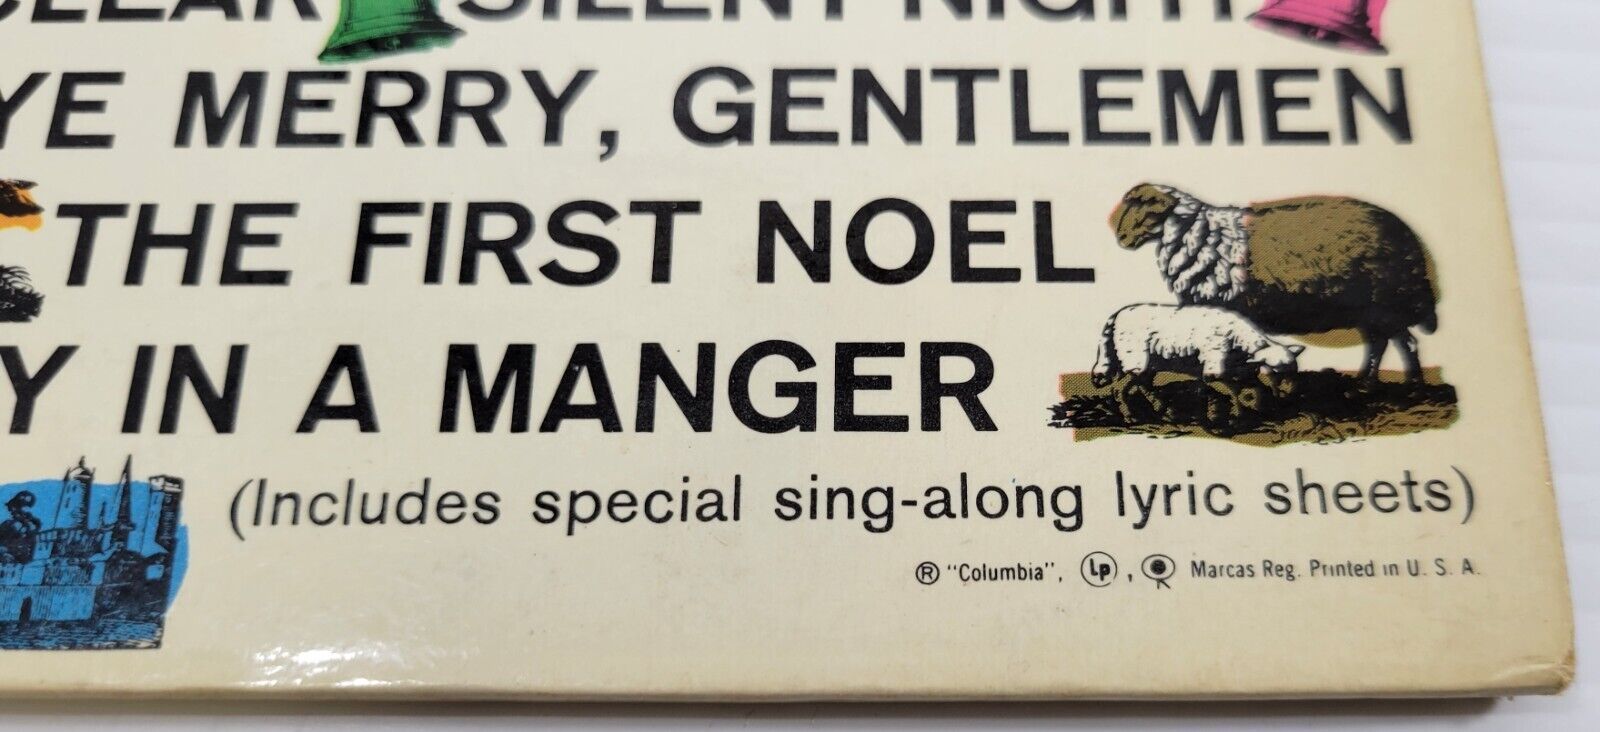 CLEAR SILENT NIGHT
YE MERRY, GENTLEMEN
THE FIRST NOEL
Y IN A MANGER
(Includes special sing-along lyric sheets)
® "Columbia", Lp, Marcas Reg. Printed in U. S. A.